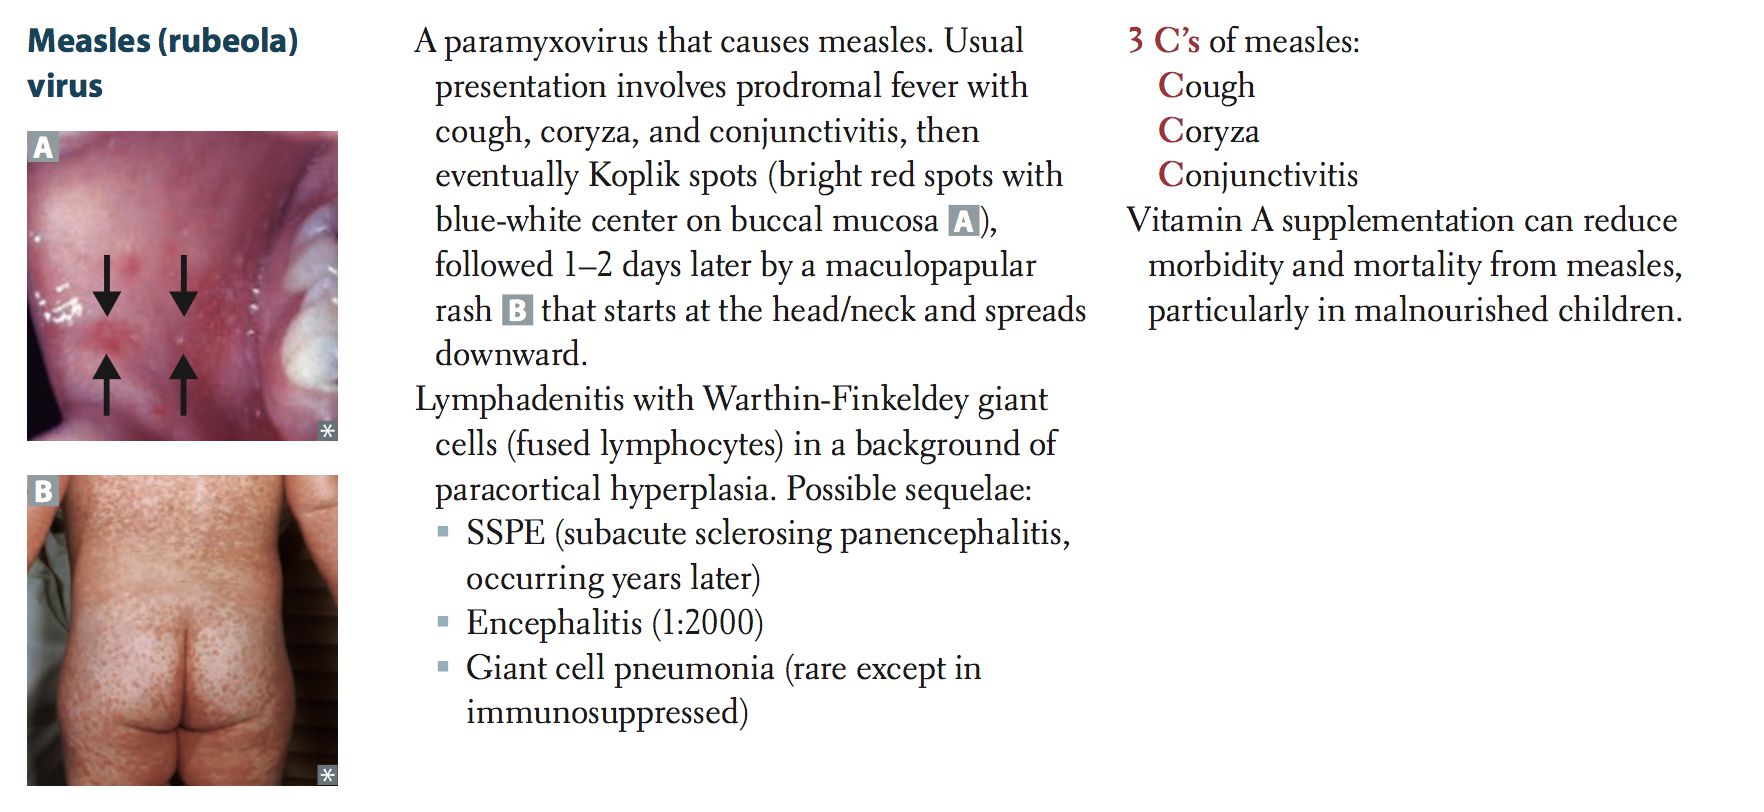 Measles (rubeola)
virus
A
*
B
*
A paramyxovirus that causes measles. Usual
presentation involves prodromal fever with
cough, coryza, and conjunctivitis, then
eventually Koplik spots (bright red spots with
blue-white center on buccal mucosa A),
followed 1–2 days later by a maculopapular
rash B that starts at the head/neck and spreads
downward.
Lymphadenitis with Warthin-Finkeldey giant
cells (fused lymphocytes) in a background of
paracortical hyperplasia. Possible sequelae:
▪ SSPE (subacute sclerosing panencephalitis,
occurring years later)
▪ Encephalitis (1:2000)
▪ Giant cell pneumonia (rare except in
immunosuppressed)
3 C’s of measles:
Cough
Coryza
Conjunctivitis
Vitamin A supplementation can reduce
morbidity and mortality from measles,
particularly in malnourished children.